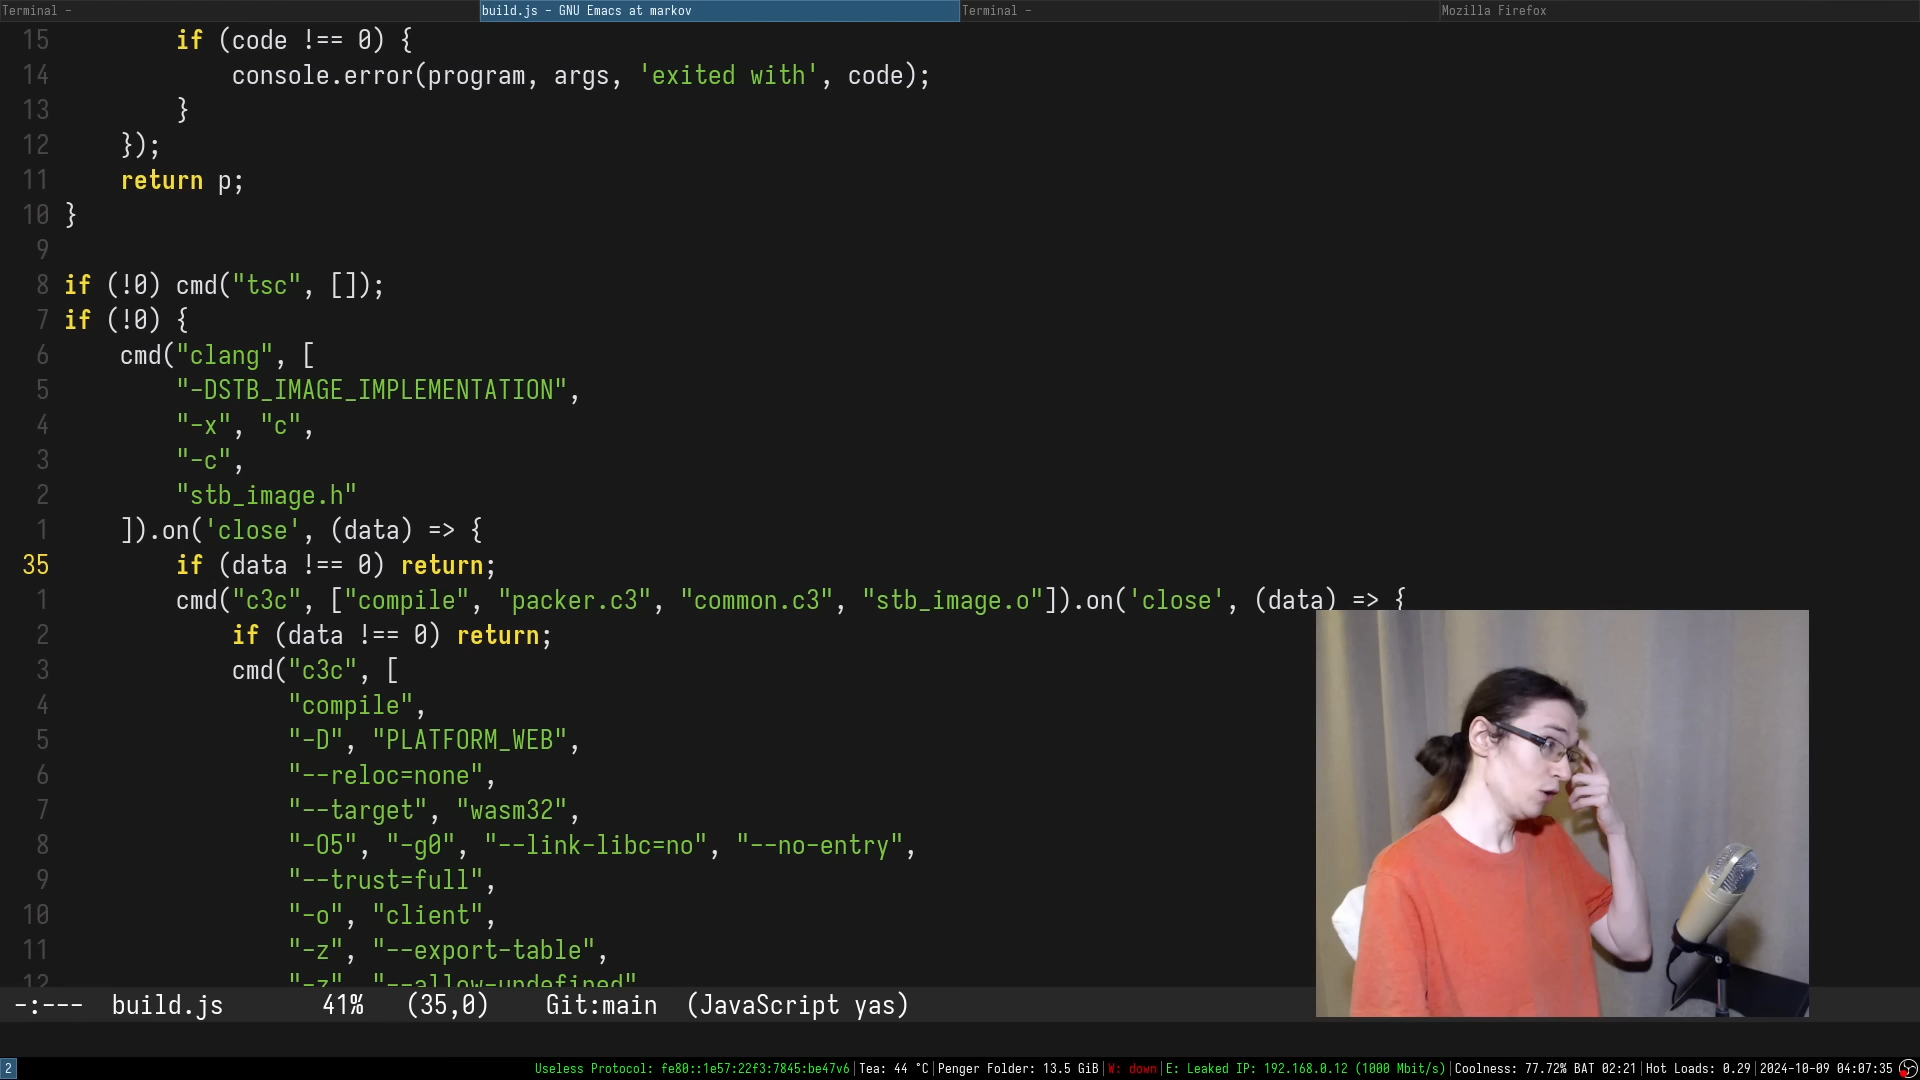 Terminal - build.js - GNU Emacs at markov Terminal - Mozilla Firefox
15 if (code !== 0) {
14 console.error(program, args, 'exited with', code);
13 }
12 });
11 return p;
10 }
9
8 if (!0) cmd("tsc", []);
7 if (!0) {
6 cmd("clang", [
5 "-DSTB_IMAGE_IMPLEMENTATION",
4 "-x", "c",
3 "-c",
2 "stb_image.h"
1 ]).on('close', (data) => {
35 if (data !== 0) return;
1 cmd("c3c", ["compile", "packer.c3", "common.c3", "stb_image.o"]).on('close', (data) => {
2 if (data !== 0) return;
3 cmd("c3c", [
4 "compile",
5 "-D", "PLATFORM_WEB",
6 "--reloc=none",
7 "--target", "wasm32",
8 "-O5", "-g0", "--link-libc=no", "--no-entry",
9 "--trust=full",
10 "-o", "client",
11 "-z", "--export-table",
12 "-z", "--allow-undefined"
-:--- build.js 41% (35,0) Git:main (JavaScript yas)
2 Useless Protocol: fe80::1e57:22f3:7845:be47v6|Tea: 44 °C|Penger Folder: 13.5 GiB|W: down|E: Leaked IP: 192.168.0.12 (1000 Mbit/s)|Coolness: 77.72% BAT 02:21|Hot Loads: 0.29|2024-10-09 04:07:35